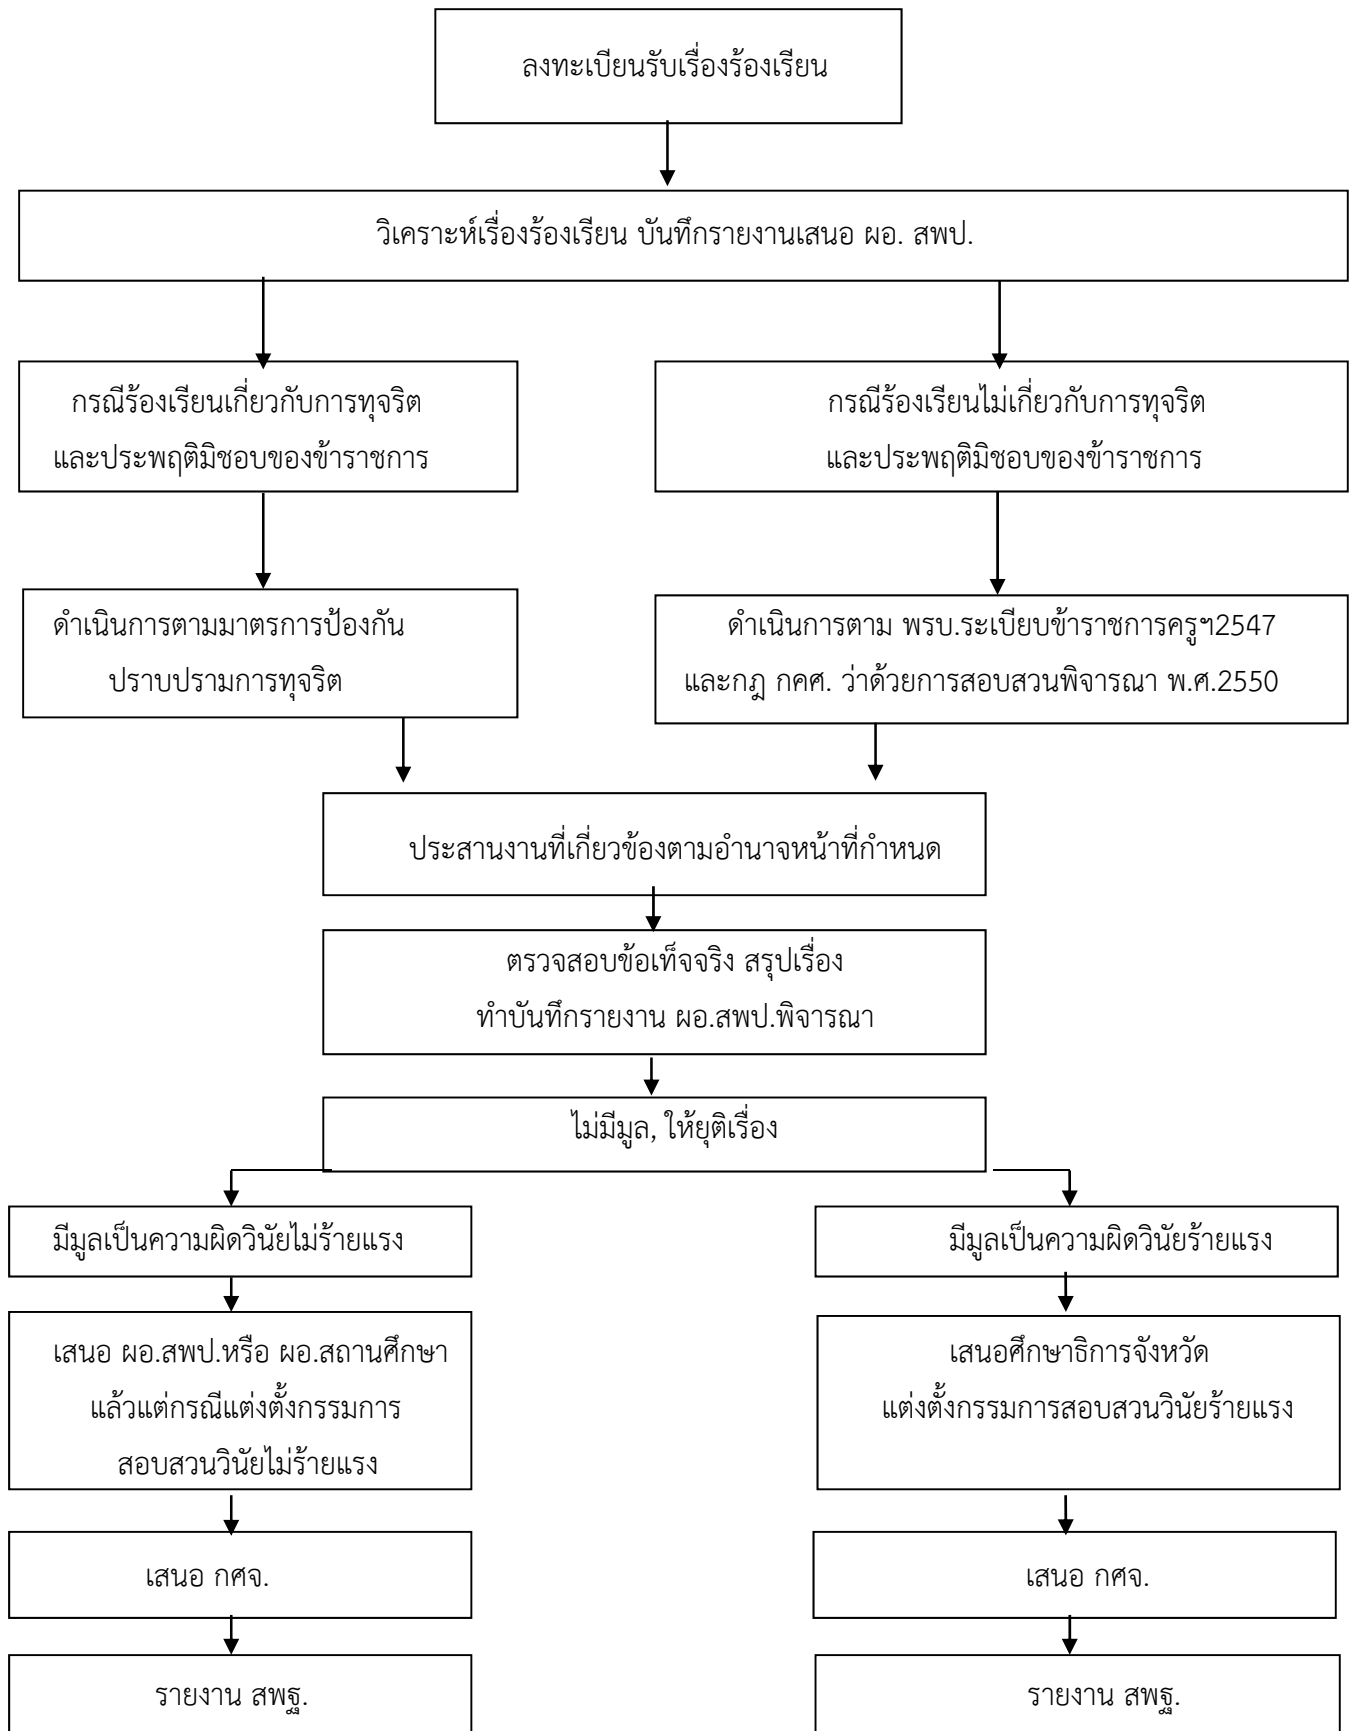 ลงทะเบียนรับเรื่องร้องเรียน
วิเคราะห์เรื่องร้องเรียน บันทึกรายงานเสนอ ผอ. สพป.
กรณีร้องเรียนเกี่ยวกับการทุจริต
และประพฤติมิชอบของข้าราชการ
กรณีร้องเรียนไม่เกี่ยวกับการทุจริต
และประพฤติมิชอบของข้าราชการ
ดำเนินการตามมาตรการป้องกัน
ปราบปรามการทุจริต
ดำเนินการตาม พรบ.ระเบียบข้าราชการครูฯ2547
และกฎ กคศ. ว่าด้วยการสอบสวนพิจารณา พ.ศ.2550
ประสานงานที่เกี่ยวข้องตามอำนาจหน้าที่กำหนด
ตรวจสอบข้อเท็จจริง สรุปเรื่อง
ทำบันทึกรายงาน ผอ.สพป.พิจารณา
ไม่มีมูล, ให้ยุติเรื่อง
มีมูลเป็นความผิดวินัยไม่ร้ายแรง
มีมูลเป็นความผิดวินัยร้ายแรง
เสนอ ผอ.สพป.หรือ ผอ.สถานศึกษา
แล้วแต่กรณีแต่งตั้งกรรมการ
สอบสวนวินัยไม่ร้ายแรง
เสนอศึกษาธิการจังหวัด
แต่งตั้งกรรมการสอบสวนวินัยร้ายแรง
เสนอ กศจ.
เสนอ กศจ.
รายงาน สพฐ.
รายงาน สพฐ.